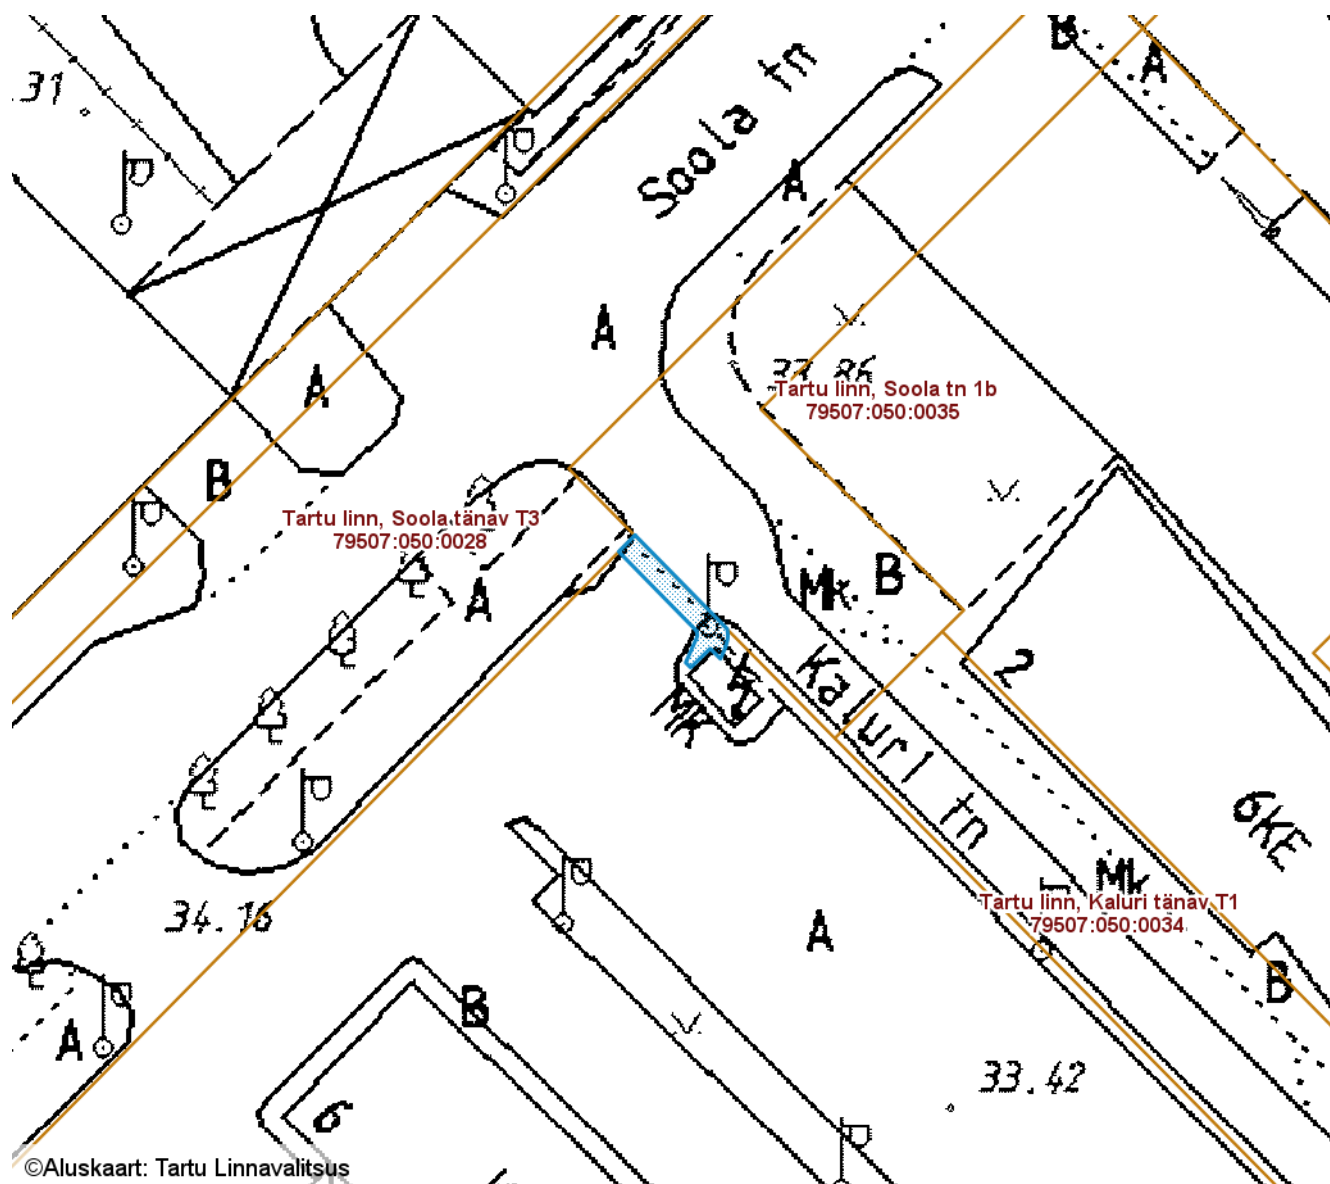 B
A
.31
Soola tn
A
A
33.86
Tartu linn, Soola tn 1b
79507:050:0035
A
B
Tartu linn, Soola tänav T3
79507:050:0028
Mk
B
A
2
Kaluri tn
MK
6KE
Mk
Tartu linn, Kaluri tänav T1
79507:050:0034
34.16
A
B
B
A
33.42
6
©Aluskaart: Tartu Linnavalitsus